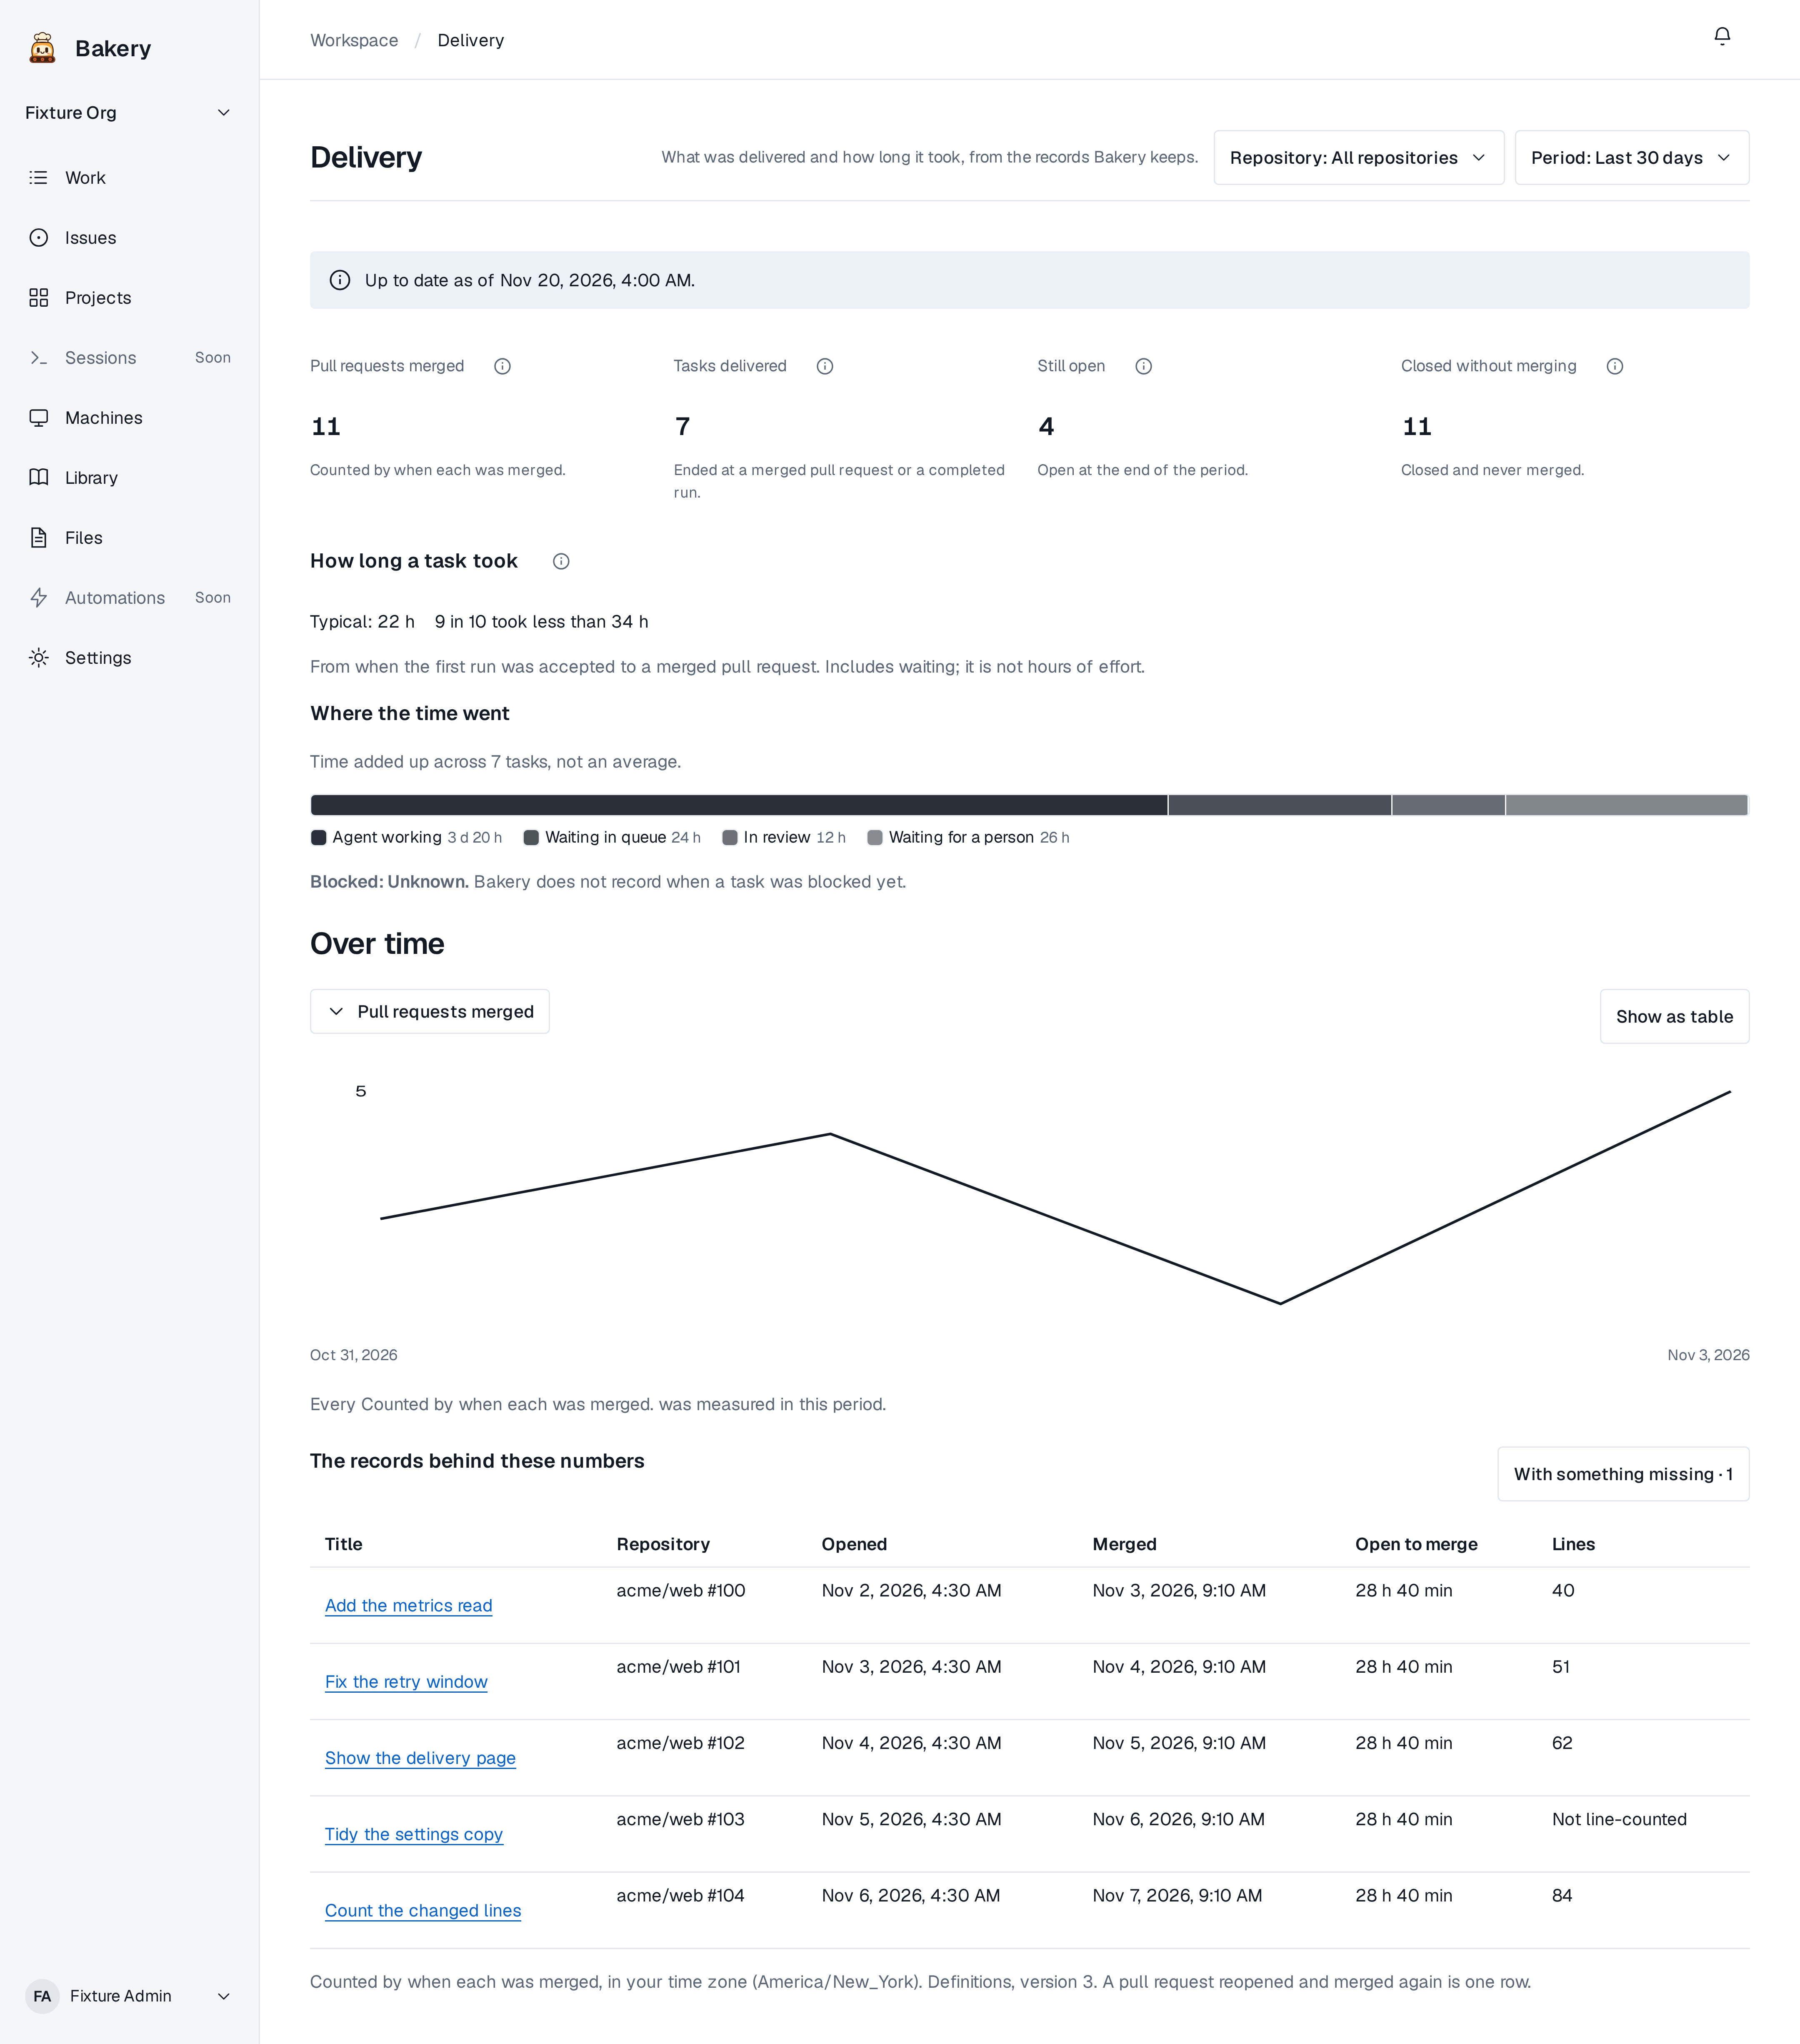 Bakery
Fixture Org
Work
Issues
Projects
Sessions Soon
Machines
Library
Files
Automations Soon
Settings
FA Fixture Admin
Workspace / Delivery
Delivery
What was delivered and how long it took, from the records Bakery keeps.
Repository: All repositories
Period: Last 30 days
Up to date as of Nov 20, 2026, 4:00 AM.
Pull requests merged
11
Counted by when each was merged.
Tasks delivered
7
Ended at a merged pull request or a completed
run.
Still open
4
Open at the end of the period.
Closed without merging
11
Closed and never merged.
How long a task took
Typical: 22 h 9 in 10 took less than 34 h
From when the first run was accepted to a merged pull request. Includes waiting; it is not hours of effort.
Where the time went
Time added up across 7 tasks, not an average.
Agent working 3 d 20 h Waiting in queue 24 h In review 12 h Waiting for a person 26 h
Blocked: Unknown. Bakery does not record when a task was blocked yet.
Over time
Pull requests merged
Show as table
5
Oct 31, 2026 Nov 3, 2026
Every Counted by when each was merged. was measured in this period.
The records behind these numbers
With something missing · 1
Title Repository Opened Merged Open to merge Lines
Add the metrics read acme/web #100 Nov 2, 2026, 4:30 AM Nov 3, 2026, 9:10 AM 28 h 40 min 40
Fix the retry window acme/web #101 Nov 3, 2026, 4:30 AM Nov 4, 2026, 9:10 AM 28 h 40 min 51
Show the delivery page acme/web #102 Nov 4, 2026, 4:30 AM Nov 5, 2026, 9:10 AM 28 h 40 min 62
Tidy the settings copy acme/web #103 Nov 5, 2026, 4:30 AM Nov 6, 2026, 9:10 AM 28 h 40 min Not line-counted
Count the changed lines acme/web #104 Nov 6, 2026, 4:30 AM Nov 7, 2026, 9:10 AM 28 h 40 min 84
Counted by when each was merged, in your time zone (America/New_York). Definitions, version 3. A pull request reopened and merged again is one row.